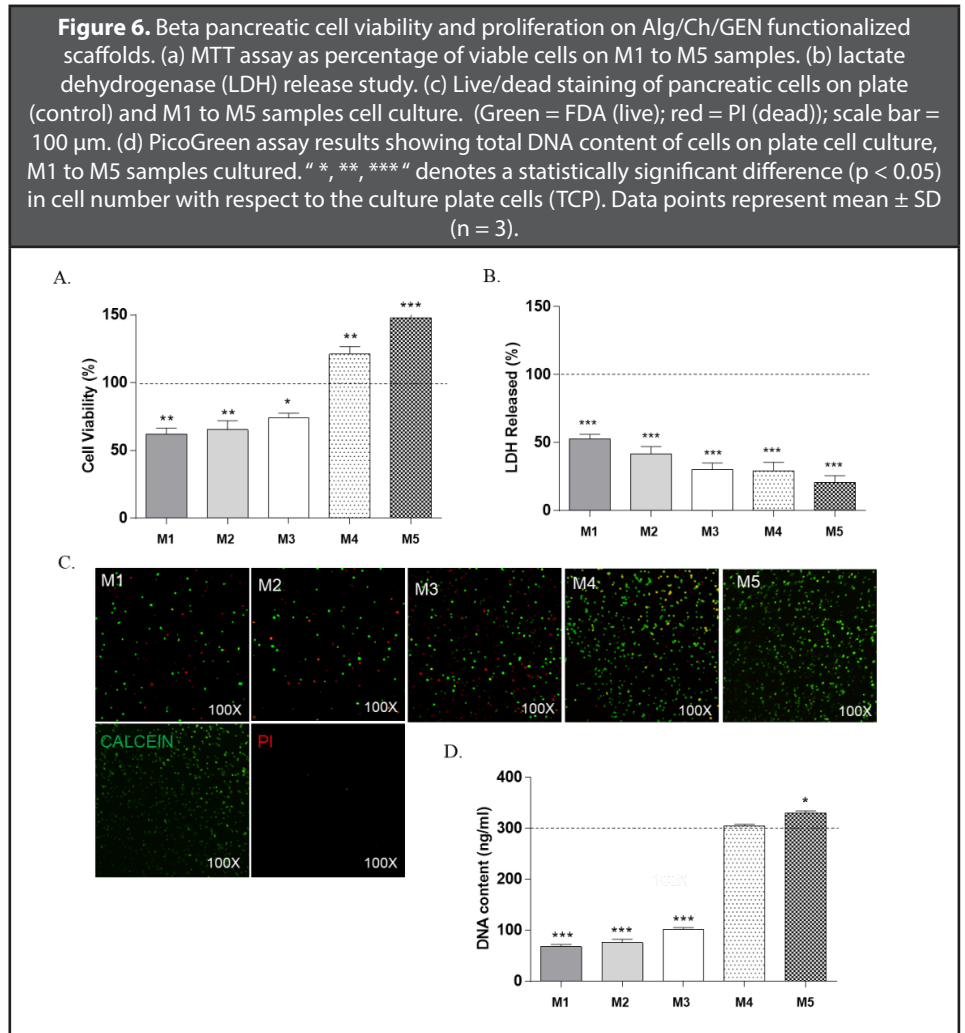 Figure 6. Beta pancreatic cell viability and proliferation on Alg/Ch/GEN functionalized
scaffolds. (a) MTT assay as percentage of viable cells on M1 to M5 samples. (b) lactate
dehydrogenase (LDH) release study. (c) Live/dead staining of pancreatic cells on plate
(control) and M1 to M5 samples cell culture. (Green = FDA (live); red = PI (dead)); scale bar =
100 μm. (d) PicoGreen assay results showing total DNA content of cells on plate cell culture,
M1 to M5 samples cultured. “ *, **, *** “ denotes a statistically significant difference (p < 0.05)
in cell number with respect to the culture plate cells (TCP). Data points represent mean ± SD
(n = 3).
A.
Cell Viability (%)
150
100
50
0
**
**
*
**
***
M1 M2 M3 M4 M5
B.
LDH Released (%)
150
100
50
0
***
***
***
***
***
M1 M2 M3 M4 M5
C.
M1
100X
M2
100X
M3
100X
M4
100X
M5
100X
CALCEIN
100X
PI
100X
D.
DNA content (ng/ml)
400
300
200
100
0
***
***
***
*
M1 M2 M3 M4 M5